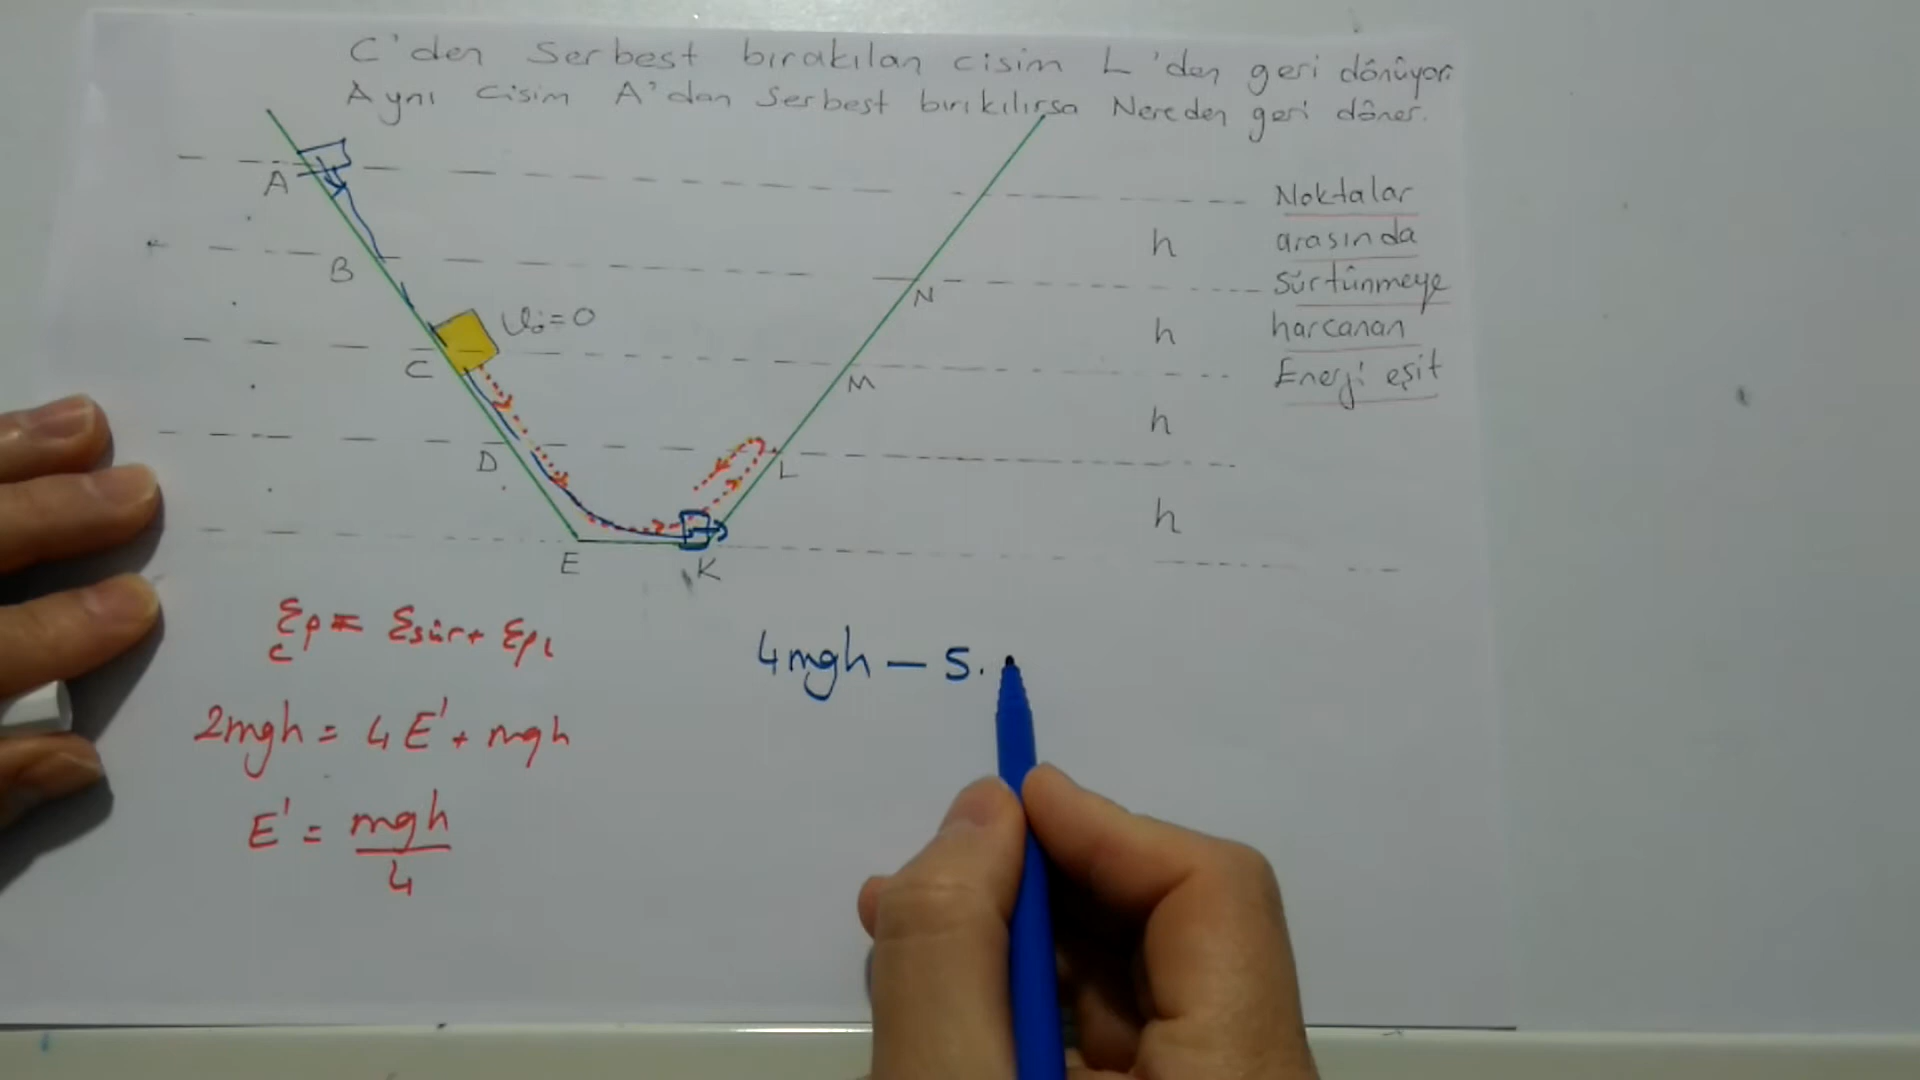 C'den Serbest bırakılan cisim L'den geri dönüyor.
Aynı Cisim A'dan Serbest bırıkılırsa Nereden geri döner.
A
B
C
D
E
K
L
M
N
υ₀=0
h
h
h
h
Noktalar
arasında
Sürtünmeye
harcanan
Enerji eşit
Ep = Esür + EpL
C
2mgh = 4E' + mgh
E' = mgh/4
4mgh − 5.